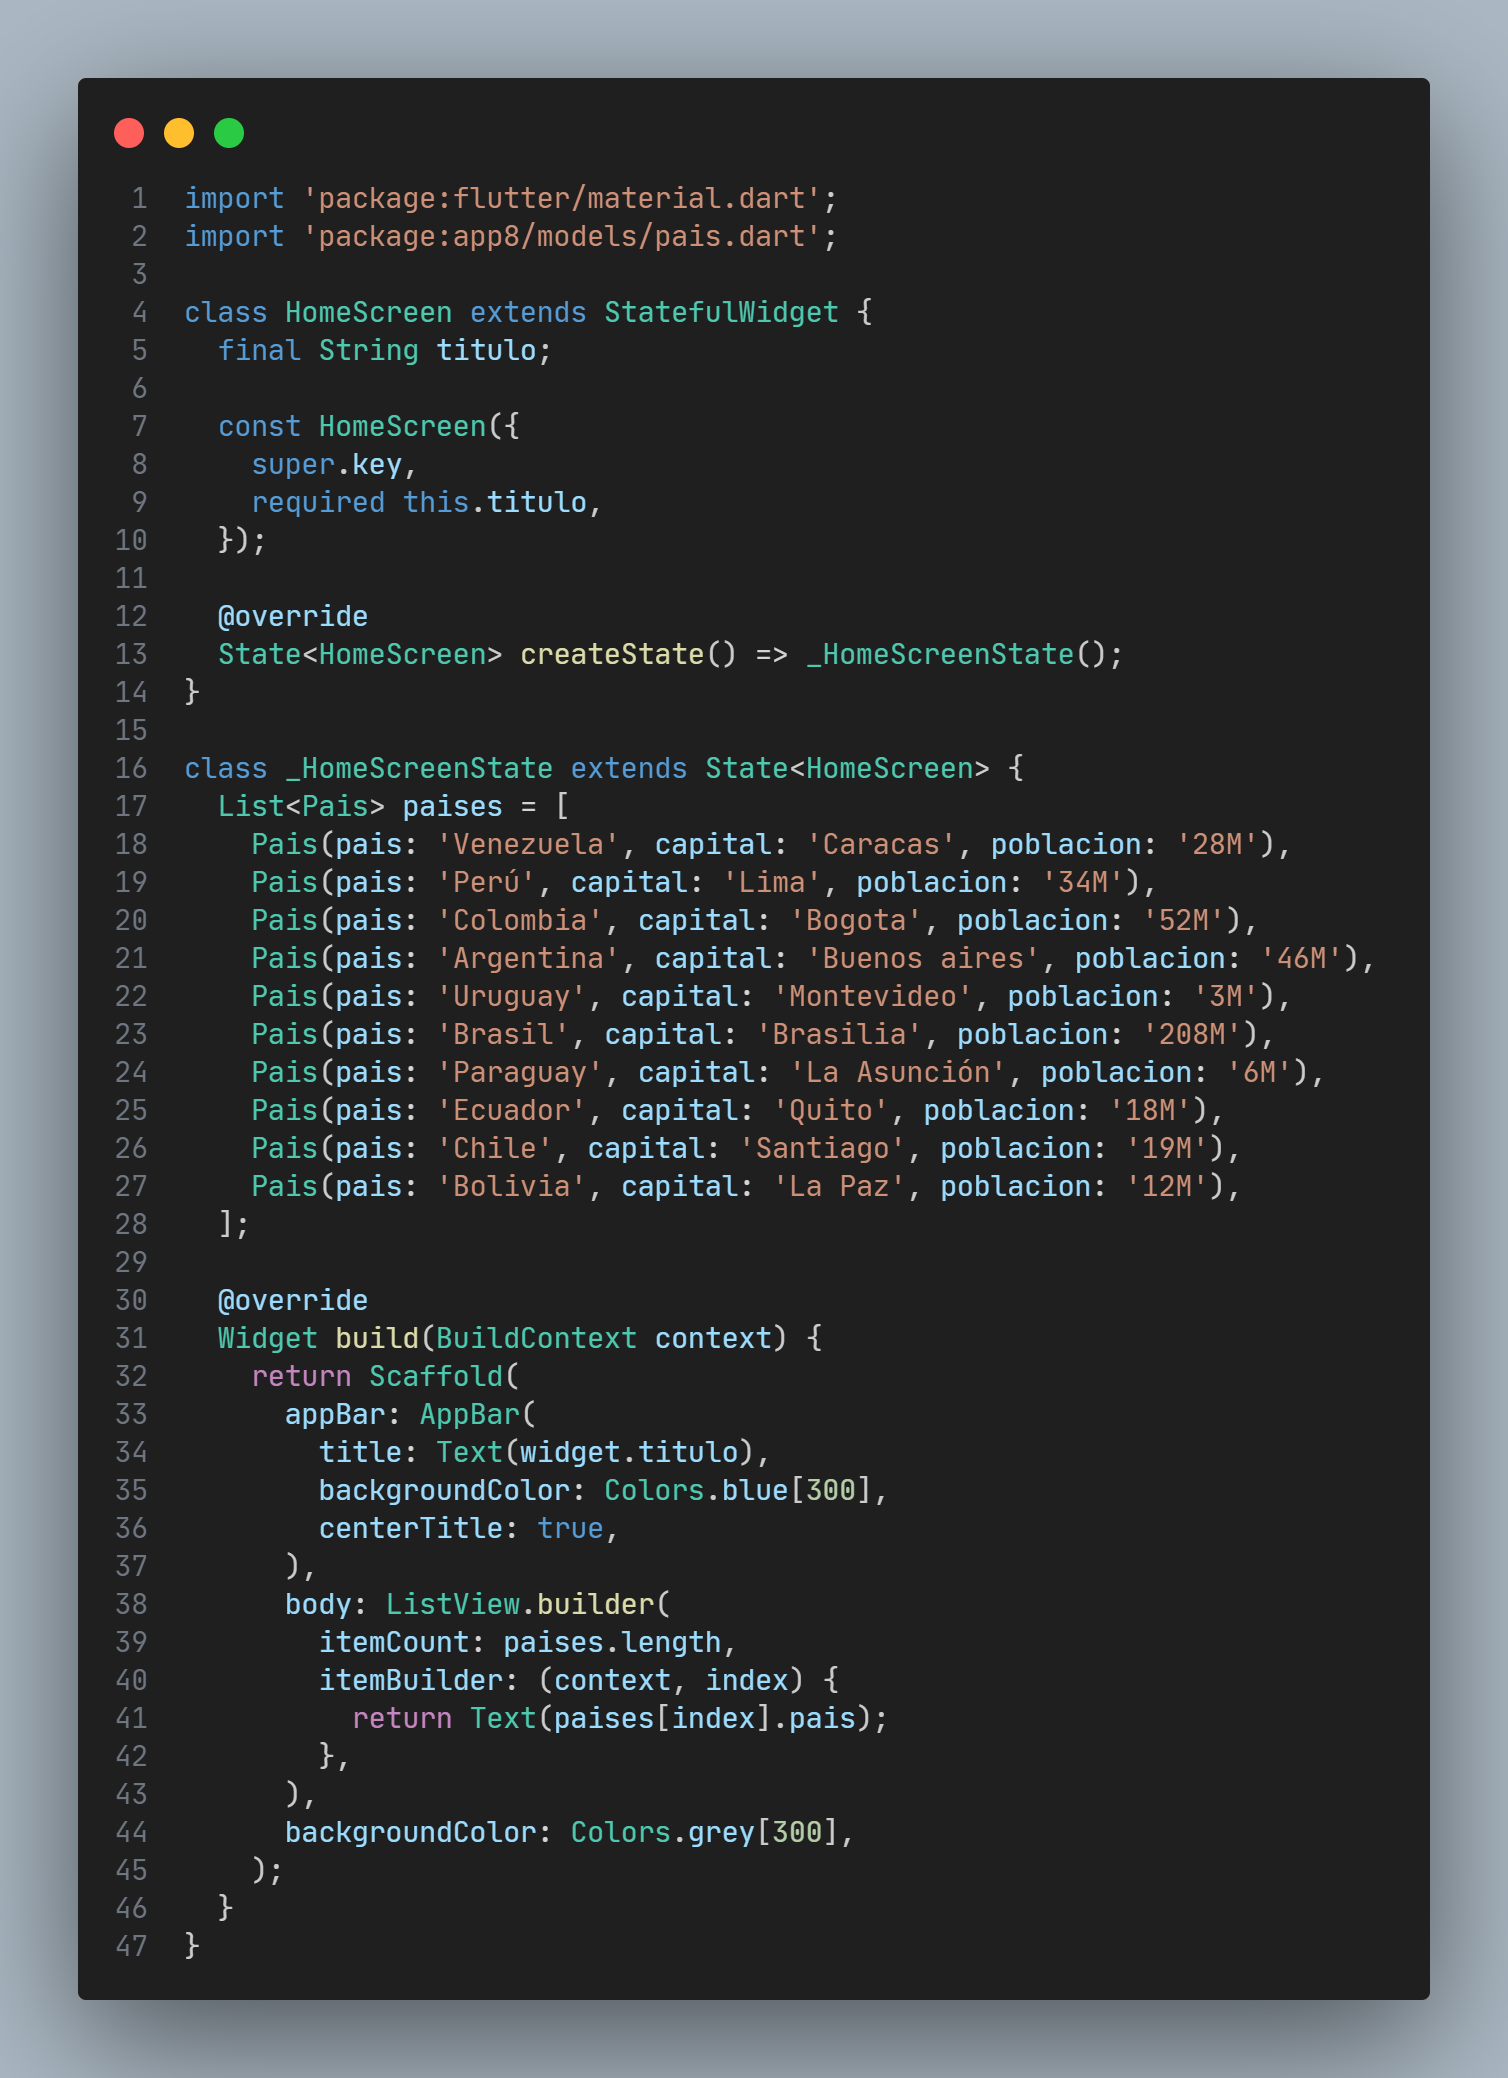 1 import 'package:flutter/material.dart';
2 import 'package:app8/models/pais.dart';
3
4 class HomeScreen extends StatefulWidget {
5   final String titulo;
6
7   const HomeScreen({
8     super.key,
9     required this.titulo,
10   });
11
12   @override
13   State<HomeScreen> createState() => _HomeScreenState();
14 }
15
16 class _HomeScreenState extends State<HomeScreen> {
17   List<Pais> paises = [
18     Pais(pais: 'Venezuela', capital: 'Caracas', poblacion: '28M'),
19     Pais(pais: 'Perú', capital: 'Lima', poblacion: '34M'),
20     Pais(pais: 'Colombia', capital: 'Bogota', poblacion: '52M'),
21     Pais(pais: 'Argentina', capital: 'Buenos aires', poblacion: '46M'),
22     Pais(pais: 'Uruguay', capital: 'Montevideo', poblacion: '3M'),
23     Pais(pais: 'Brasil', capital: 'Brasilia', poblacion: '208M'),
24     Pais(pais: 'Paraguay', capital: 'La Asunción', poblacion: '6M'),
25     Pais(pais: 'Ecuador', capital: 'Quito', poblacion: '18M'),
26     Pais(pais: 'Chile', capital: 'Santiago', poblacion: '19M'),
27     Pais(pais: 'Bolivia', capital: 'La Paz', poblacion: '12M'),
28   ];
29
30   @override
31   Widget build(BuildContext context) {
32     return Scaffold(
33       appBar: AppBar(
34         title: Text(widget.titulo),
35         backgroundColor: Colors.blue[300],
36         centerTitle: true,
37       ),
38       body: ListView.builder(
39         itemCount: paises.length,
40         itemBuilder: (context, index) {
41           return Text(paises[index].pais);
42         },
43       ),
44       backgroundColor: Colors.grey[300],
45     );
46   }
47 }